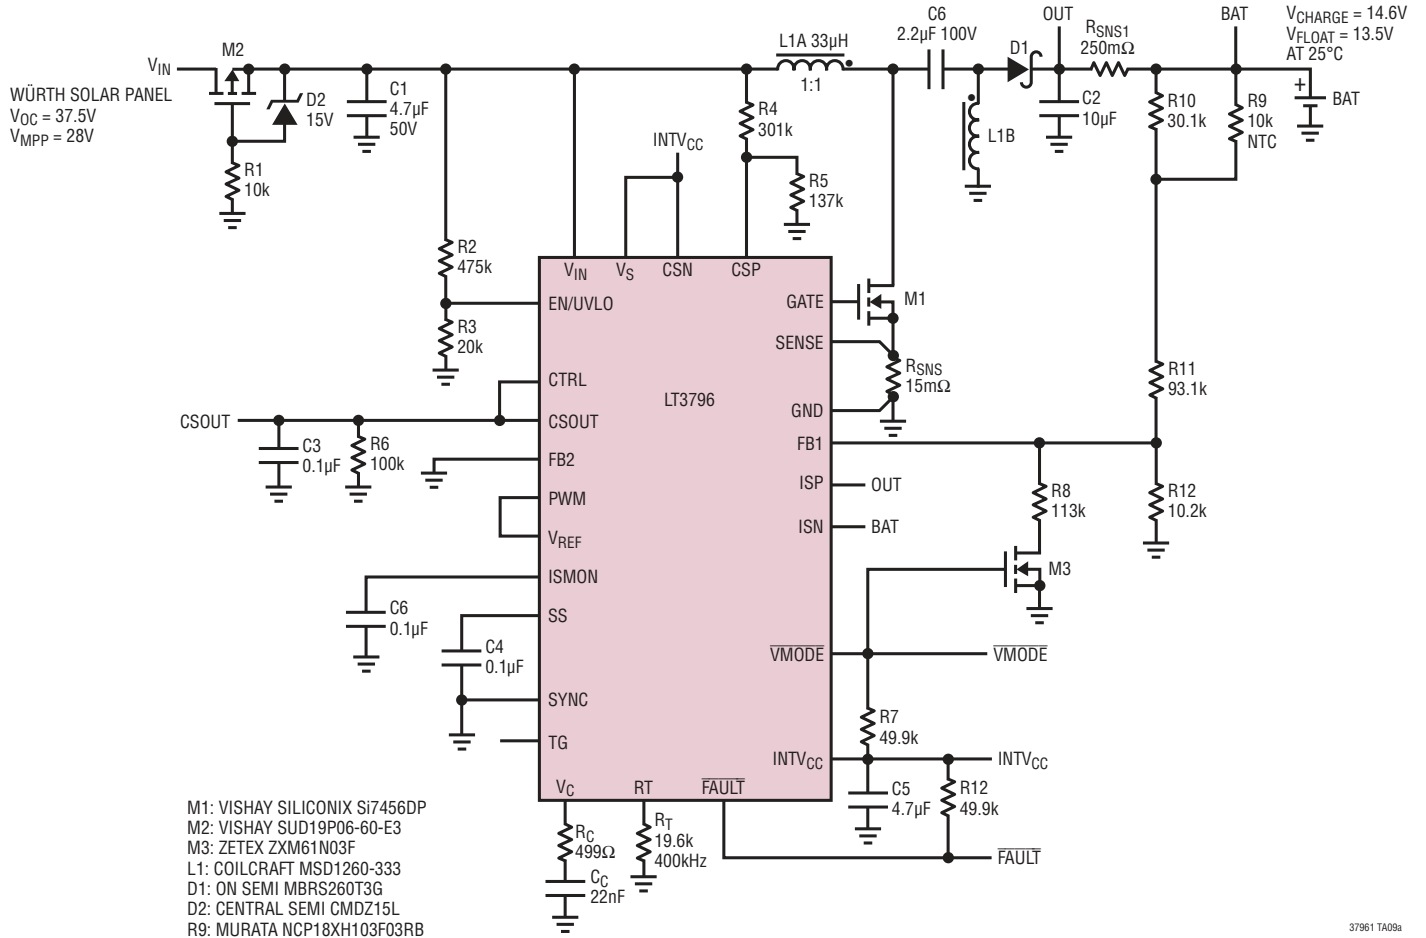 WÜRTH SOLAR PANEL
VOC = 37.5V
VMPP = 28V
VIN
M2
D2
15V
R1
10k
C1
4.7µF
50V
R2
475k
R3
20k
INTVCC
R4
301k
R5
137k
L1A 33µH
1:1
C6
2.2µF 100V
L1B
D1
OUT
C2
10µF
RSNS1
250mΩ
BAT
VCHARGE = 14.6V
VFLOAT = 13.5V
AT 25°C
R10
30.1k
R9
10k
NTC
+
BAT
VIN
VS
CSN
CSP
EN/UVLO
CTRL
CSOUT
FB2
PWM
VREF
ISMON
SS
SYNC
TG
VC
RT
FAULT
LT3796
GATE
SENSE
GND
FB1
ISP
ISN
VMODE
INTVCC
M1
RSNS
15mΩ
OUT
BAT
R11
93.1k
R8
113k
R12
10.2k
M3
VMODE
R7
49.9k
INTVCC
C5
4.7µF
R12
49.9k
FAULT
CSOUT
C3
0.1µF
R6
100k
C6
0.1µF
C4
0.1µF
RC
499Ω
CC
22nF
RT
19.6k
400kHz
M1: VISHAY SILICONIX Si7456DP
M2: VISHAY SUD19P06-60-E3
M3: ZETEX ZXM61N03F
L1: COILCRAFT MSD1260-333
D1: ON SEMI MBRS260T3G
D2: CENTRAL SEMI CMDZ15L
R9: MURATA NCP18XH103F03RB
37961 TA09a